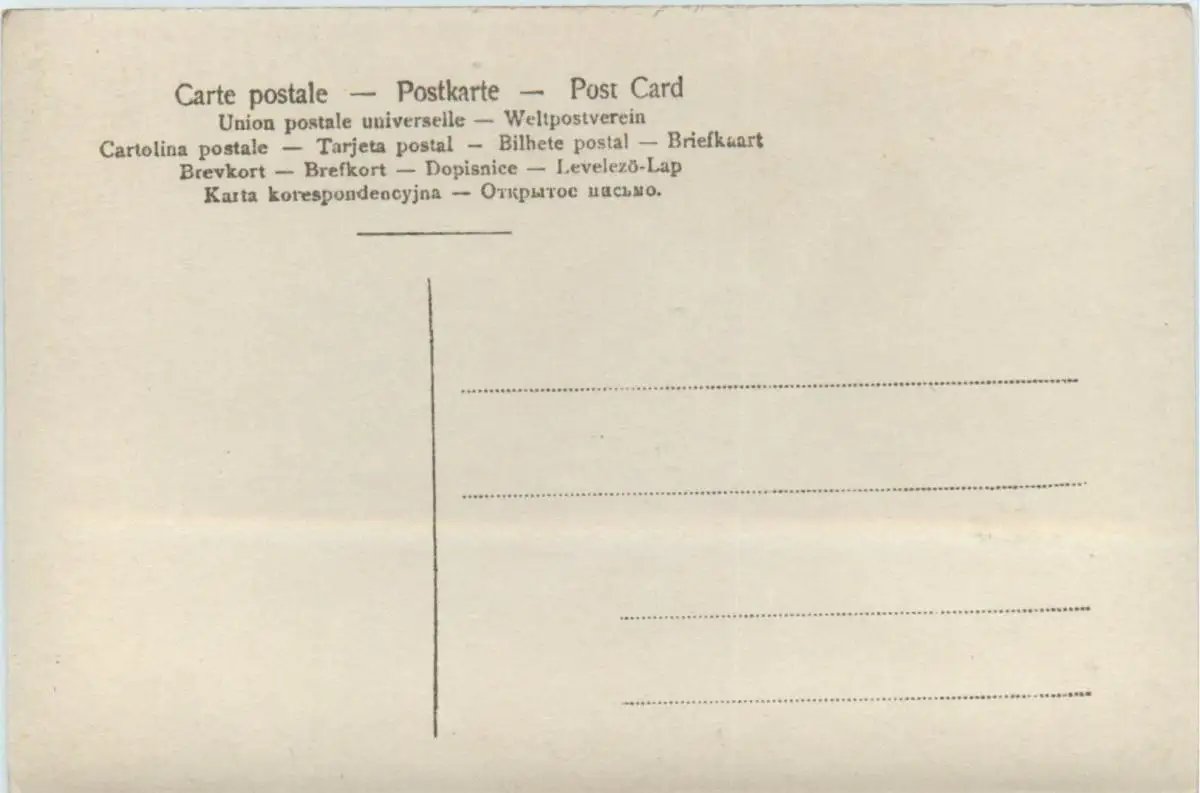 Carte postale — Postkarte — Post Card
Union postale universelle — Weltpostverein
Cartolina postale — Tarjeta postal — Bilhete postal — Briefkaart
Brevkort — Brefkort — Dopisnice — Levelező-Lap
Karta korespondencyjna — Открытое письмо.